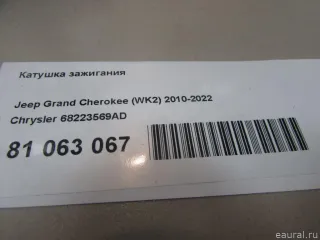 Катушка зажигания
Jeep Grand Cherokee (WK2) 2010-2022
Chrysler 68223569AD
81 063 067
eaural.ru